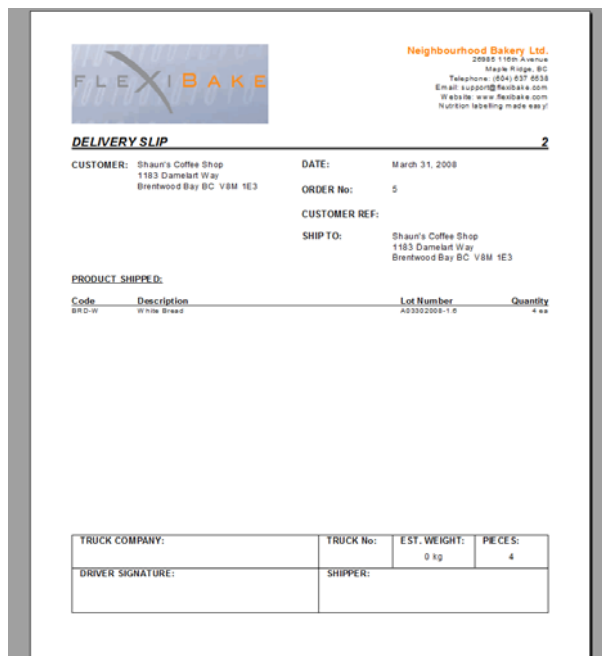 FLEXIBAKE
Neighbourhood Bakery Ltd.
26985 116th Avenue
Maple Ridge, BC
Telephone: (604) 637 6538
Email: support@flexibake.com
Website: www.flexibake.com
Nutrition labelling made easy!
DELIVERY SLIP 2
CUSTOMER: Shaun's Coffee Shop
1183 Damelart Way
Brentwood Bay BC V8M 1E3
DATE: March 31, 2008
ORDER No: 5
CUSTOMER REF:
SHIP TO: Shaun's Coffee Shop
1183 Damelart Way
Brentwood Bay BC V8M 1E3
PRODUCT SHIPPED:
Code Description Lot Number Quantity
BRD-W White Bread A03302008-1.6 4 ea
TRUCK COMPANY: TRUCK No: EST. WEIGHT: PIECES:
0 kg 4
DRIVER SIGNATURE: SHIPPER: